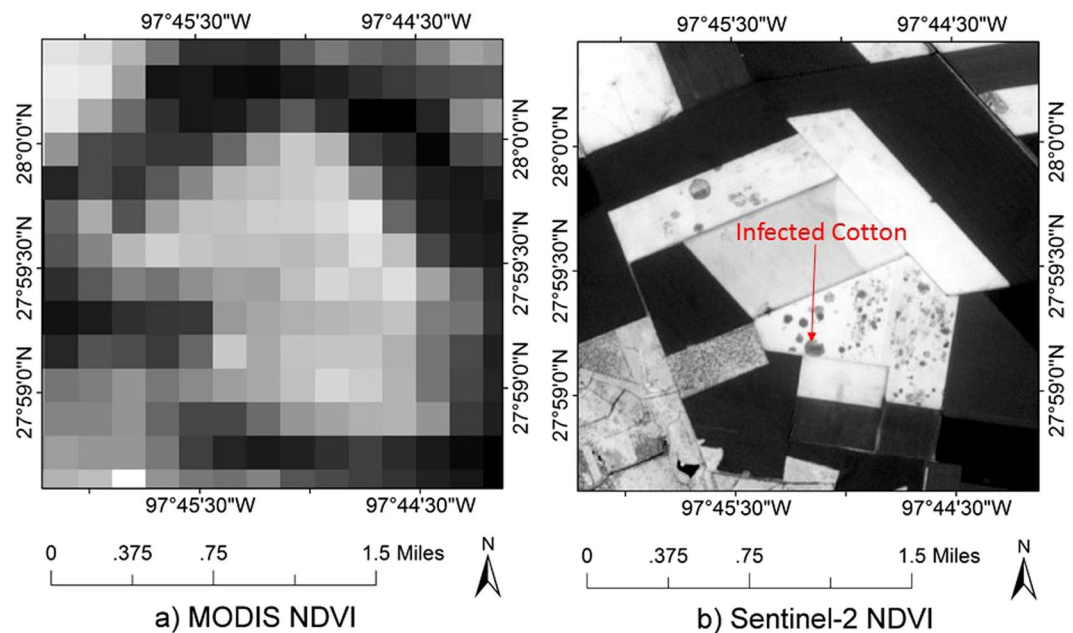 97°45'30"W 97°44'30"W
28°0'0"N
27°59'30"N
27°59'0"N
28°0'0"N
27°59'30"N
27°59'0"N
97°45'30"W 97°44'30"W
0 .375 .75 1.5 Miles
N
a) MODIS NDVI
97°45'30"W 97°44'30"W
28°0'0"N
27°59'30"N
27°59'0"N
Infected Cotton
28°0'0"N
27°59'30"N
27°59'0"N
97°45'30"W 97°44'30"W
0 .375 .75 1.5 Miles
N
b) Sentinel-2 NDVI